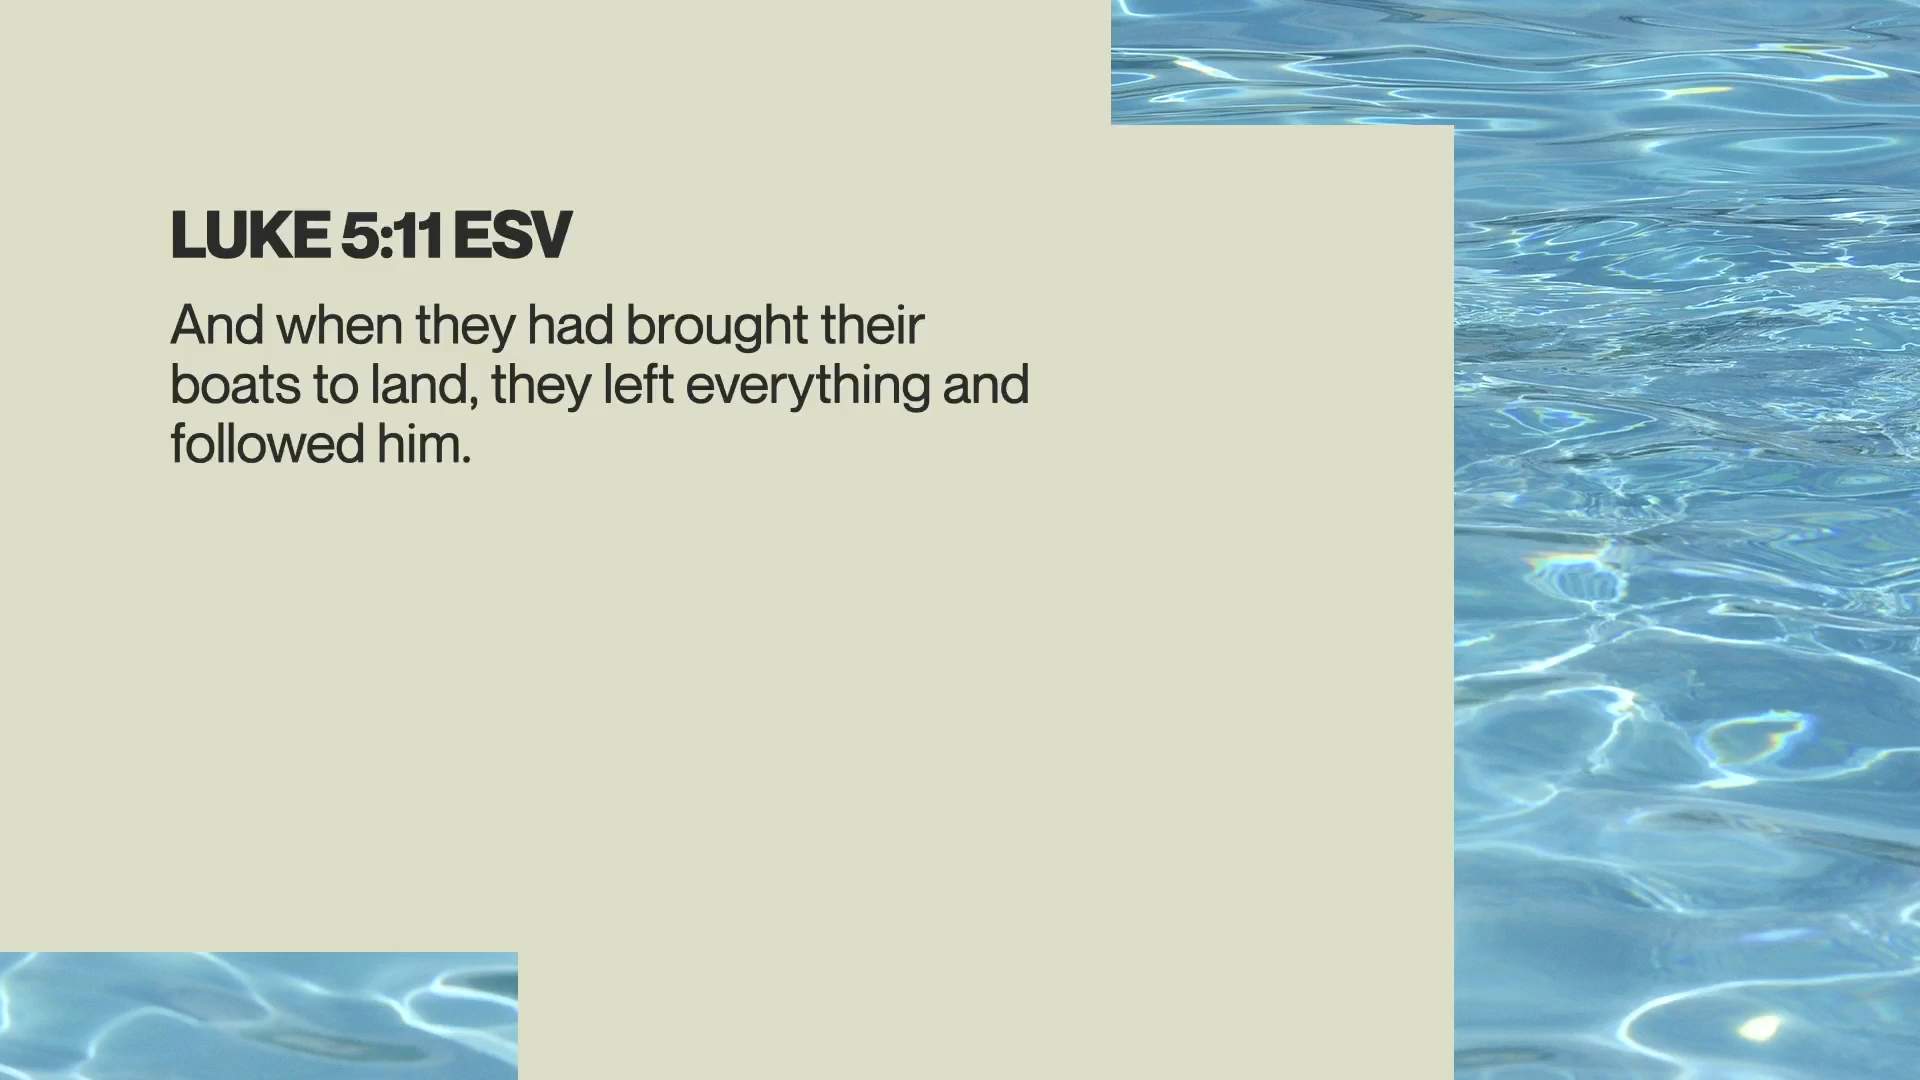 LUKE 5:11 ESV
And when they had brought their
boats to land, they left everything and
followed him.